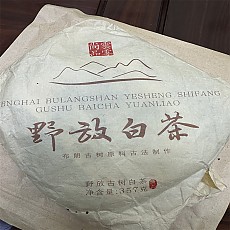 ENGHAI BULANGSHAN YESHENG SHIFANG
GUSHU BAICHA YUANLIAO
野放白茶
布朗古树原料古法制作
野放古树白茶
净含量:357克